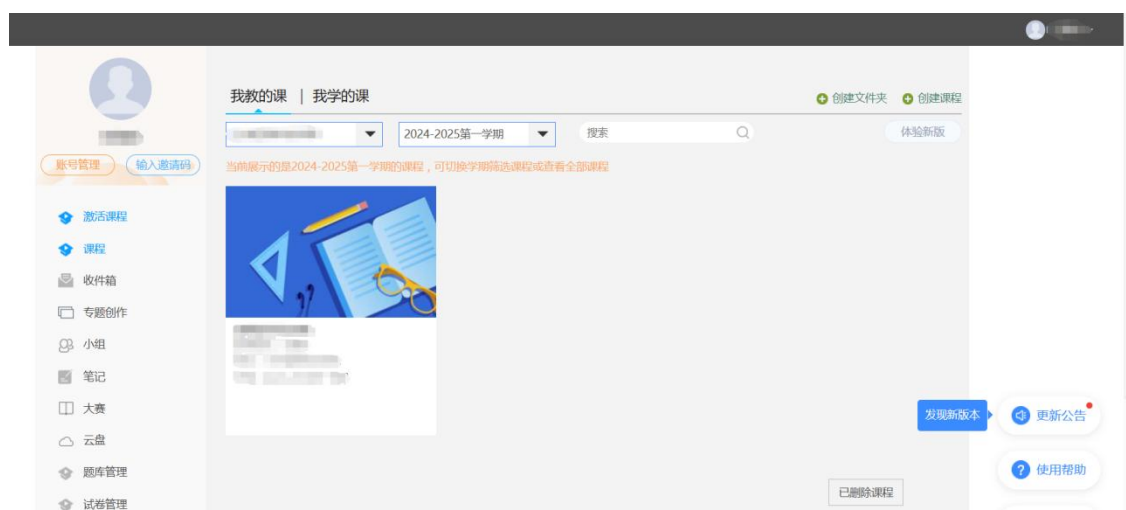 我教的课 | 我学的课
创建文件夹 创建课程
2024-2025第一学期 搜索 体验新版
账号管理 输入邀请码
当前展示的是2024-2025第一学期的课程，可切换学期筛选课程或查看全部课程
激活课程
课程
收件箱
专题创作
小组
笔记
大赛
云盘
题库管理
试卷管理
发现新版本 更新公告
使用帮助
已删除课程